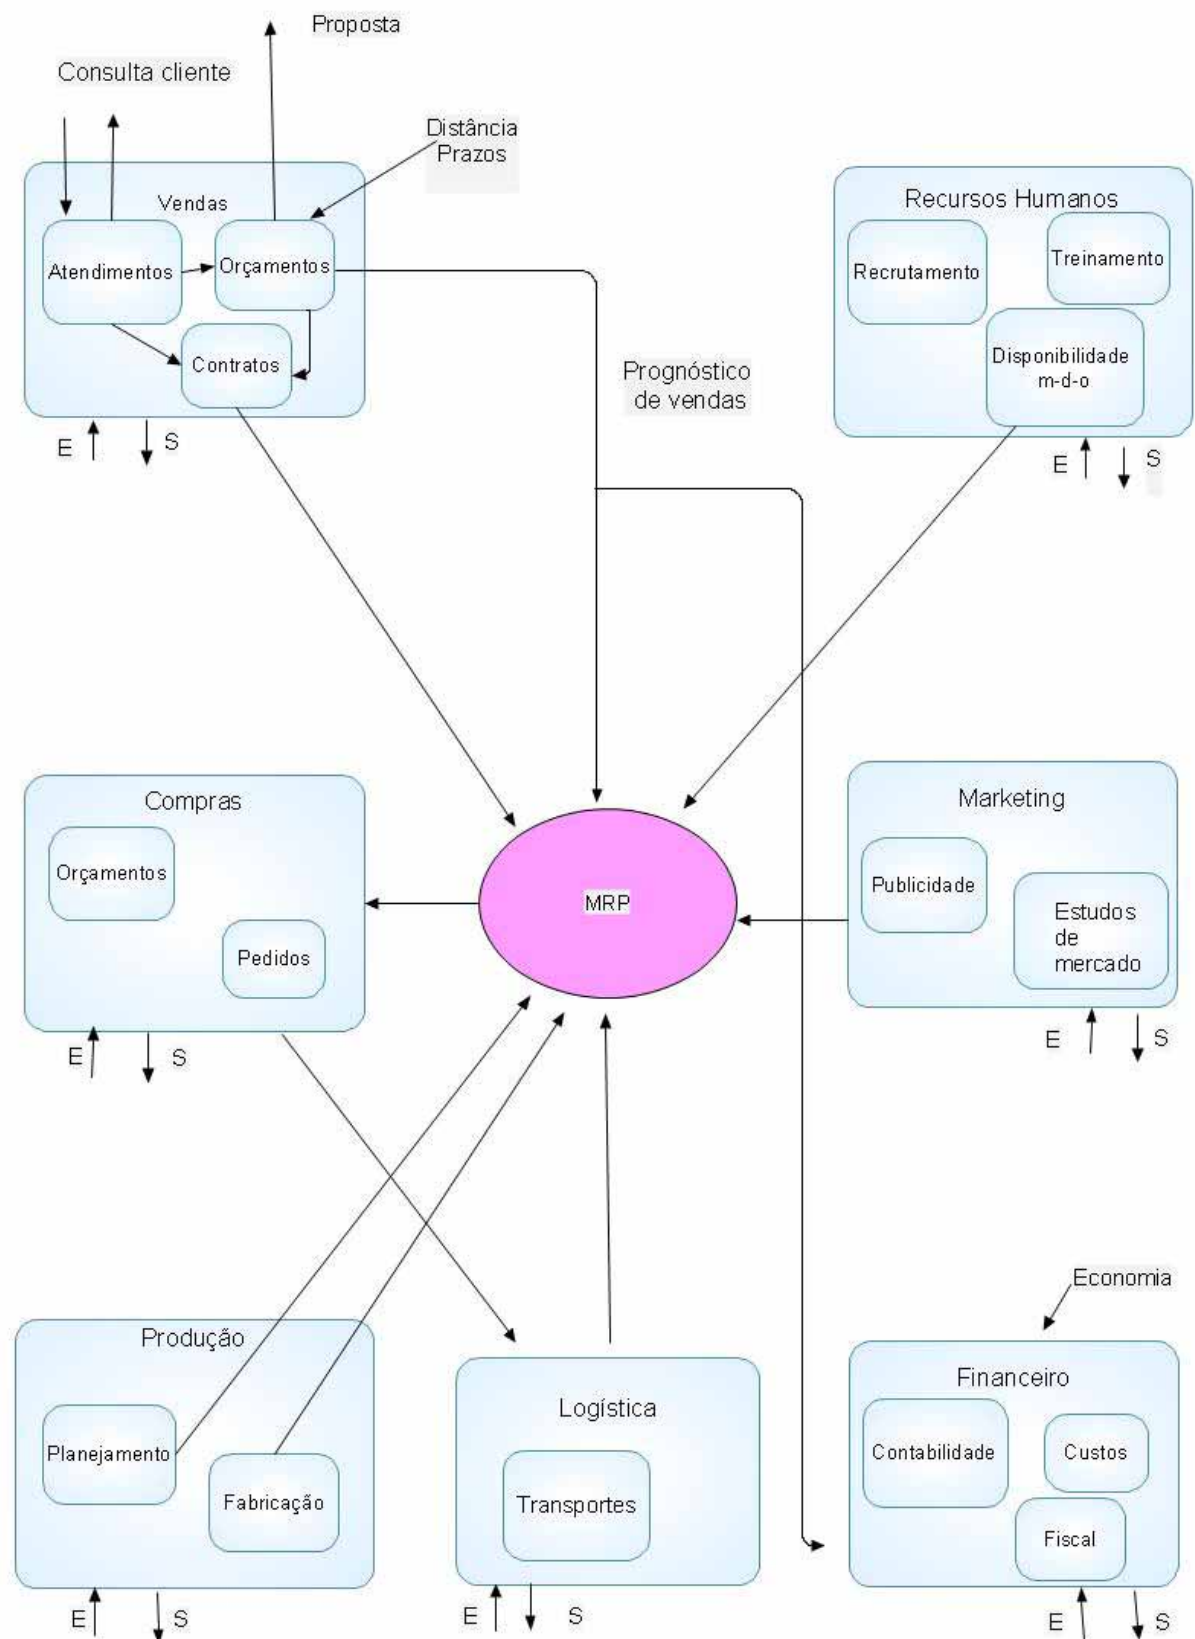 Proposta
Consulta cliente
Distância
Prazos
Vendas
Atendimentos
Orçamentos
Contratos
E
S
Recursos Humanos
Recrutamento
Treinamento
Disponibilidade
m-d-o
E
S
Prognóstico
de vendas
Compras
Orçamentos
Pedidos
E
S
MRP
Marketing
Publicidade
Estudos
de
mercado
E
S
Economia
Produção
Planejamento
Fabricação
E
S
Logística
Transportes
E
S
Financeiro
Contabilidade
Custos
Fiscal
E
S